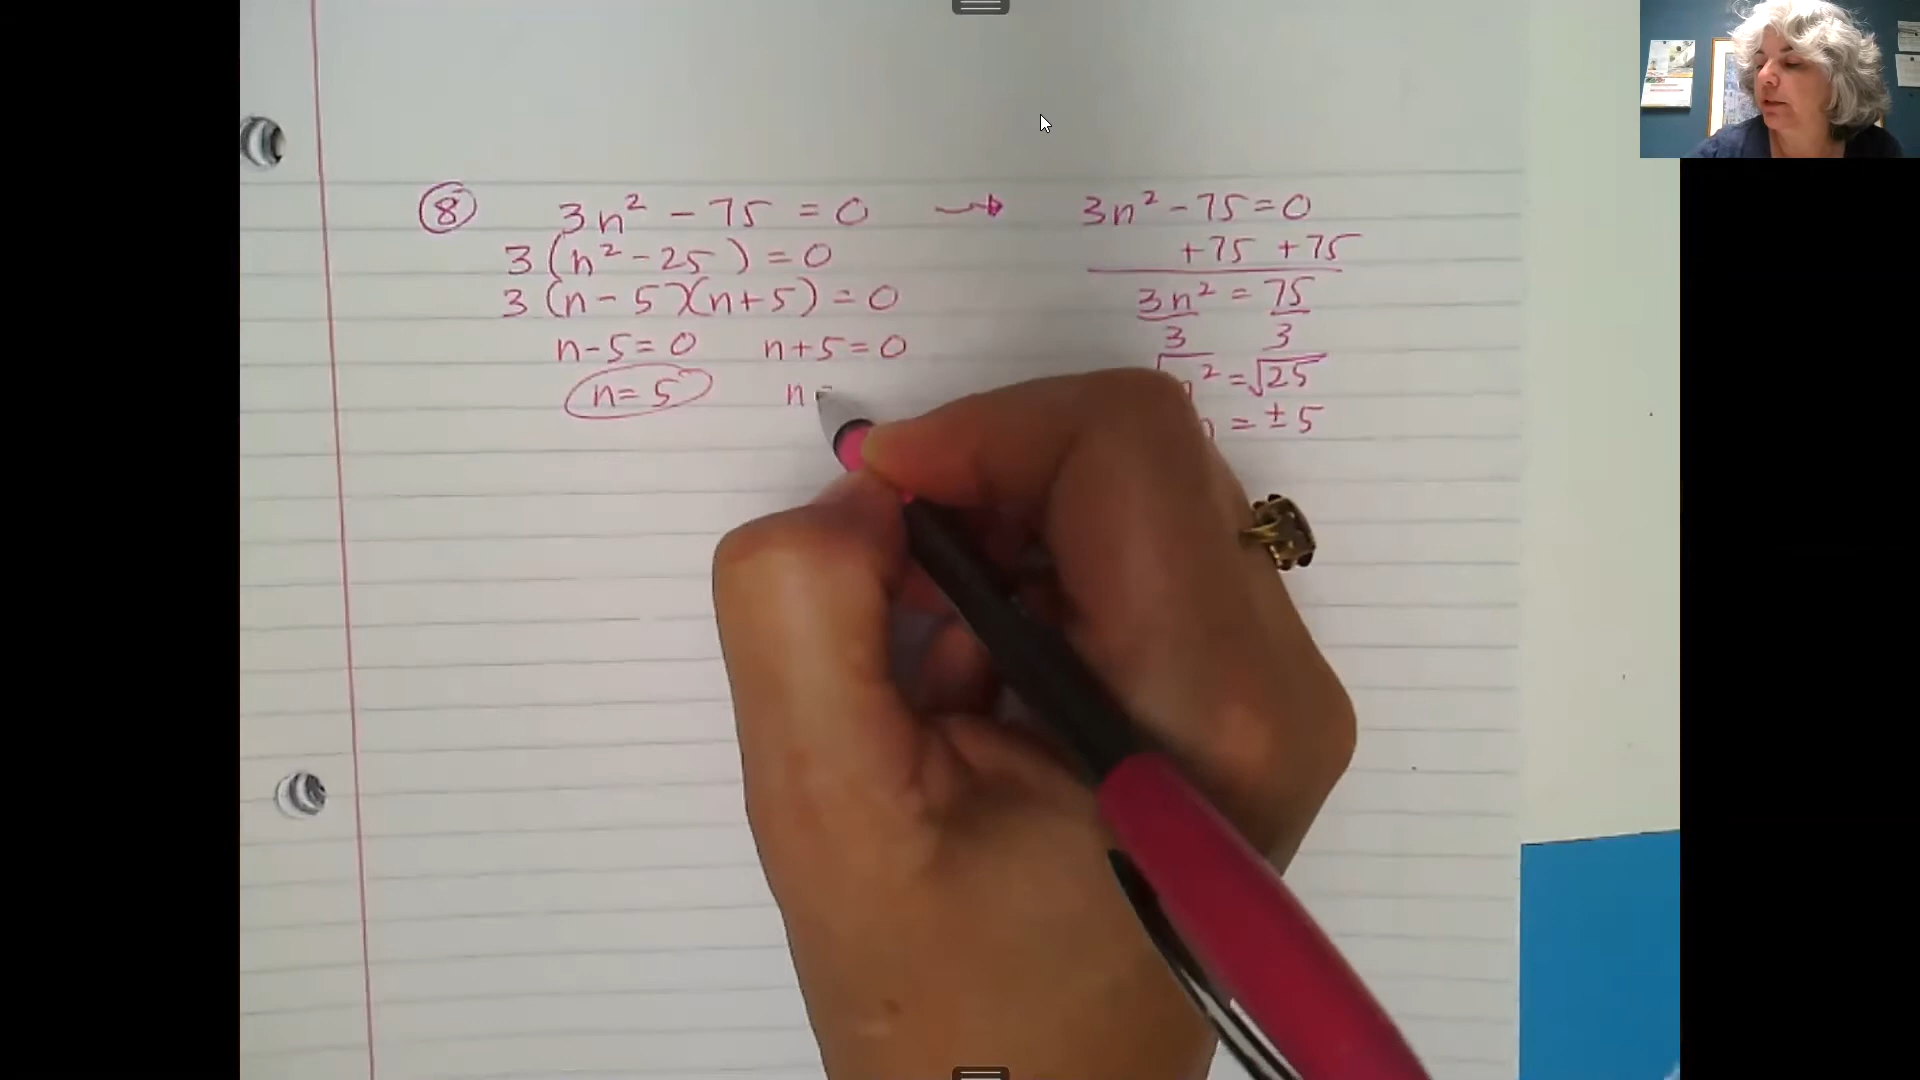 8 3n² - 75 = 0 → 3n² - 75 = 0
3(n² - 25) = 0
+75 +75
3(n - 5)(n + 5) = 0
3n² = 75
3 3
n - 5 = 0 n + 5 = 0
n² = √25
n = 5 n =
n = ± 5